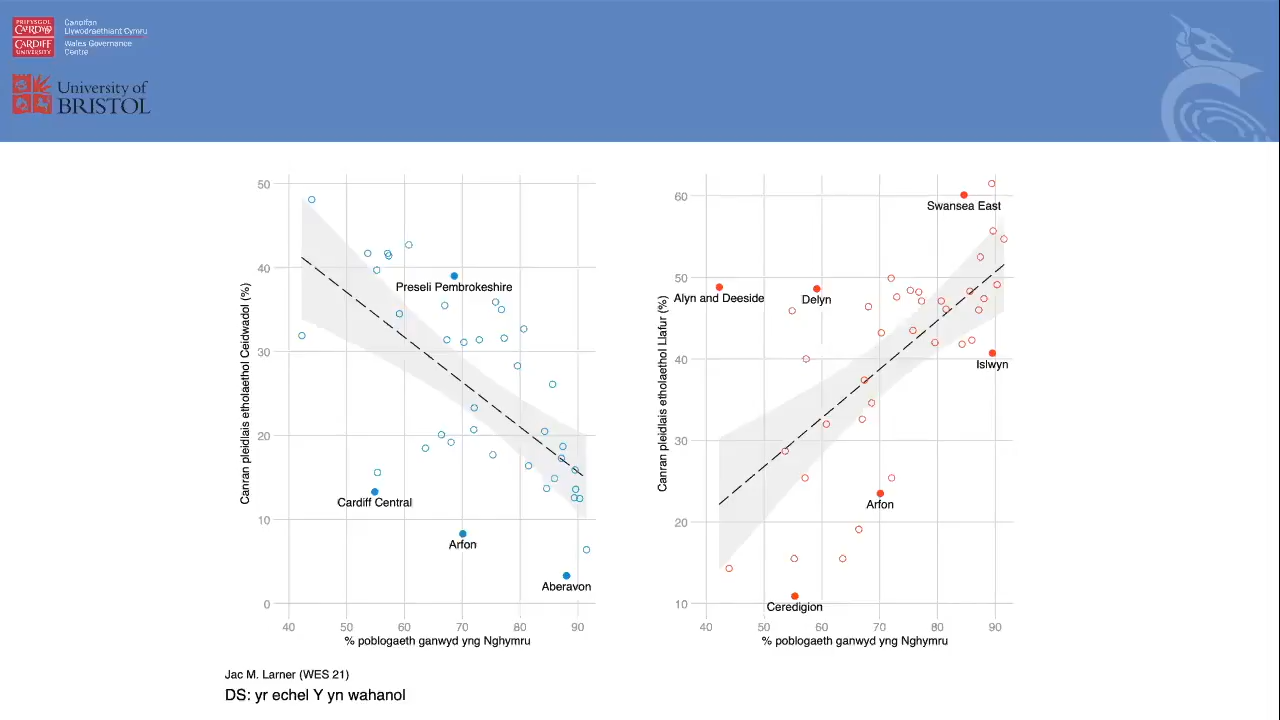 PRIFYSGOL
CAERDYDD
CARDIFF
UNIVERSITY
Canolfan
Llywodraethiant Cymru
Wales Governance
Centre
University of
BRISTOL
Canran pleidlais etholaethol Ceidwadol (%)
50
40
30
20
10
0
Preseli Pembrokeshire
Cardiff Central
Arfon
Aberavon
40 50 60 70 80 90
% poblogaeth ganwyd yng Nghymru
Canran pleidlais etholaethol Llafur (%)
60
50
40
30
20
10
Swansea East
Alyn and Deeside
Delyn
Islwyn
Arfon
Ceredigion
40 50 60 70 80 90
% poblogaeth ganwyd yng Nghymru
Jac M. Larner (WES 21)
DS: yr echel Y yn wahanol